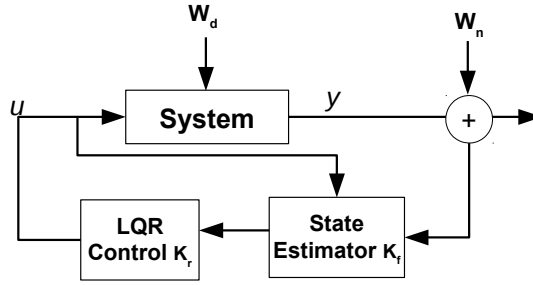 W_d
W_n
u
System
y
+
LQR
Control K_r
State
Estimator K_f